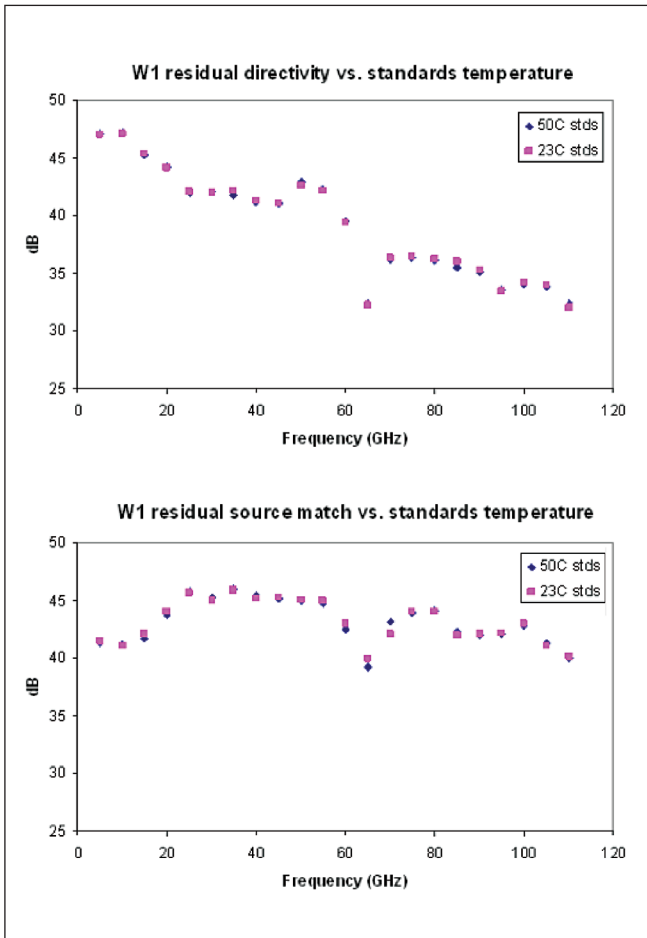 W1 residual directivity vs. standards temperature
50
45
40
35
30
25
dB
50C stds
23C stds
0
20
40
60
80
100
120
Frequency (GHz)
W1 residual source match vs. standards temperature
50
45
40
35
30
25
dB
50C stds
23C stds
0
20
40
60
80
100
120
Frequency (GHz)